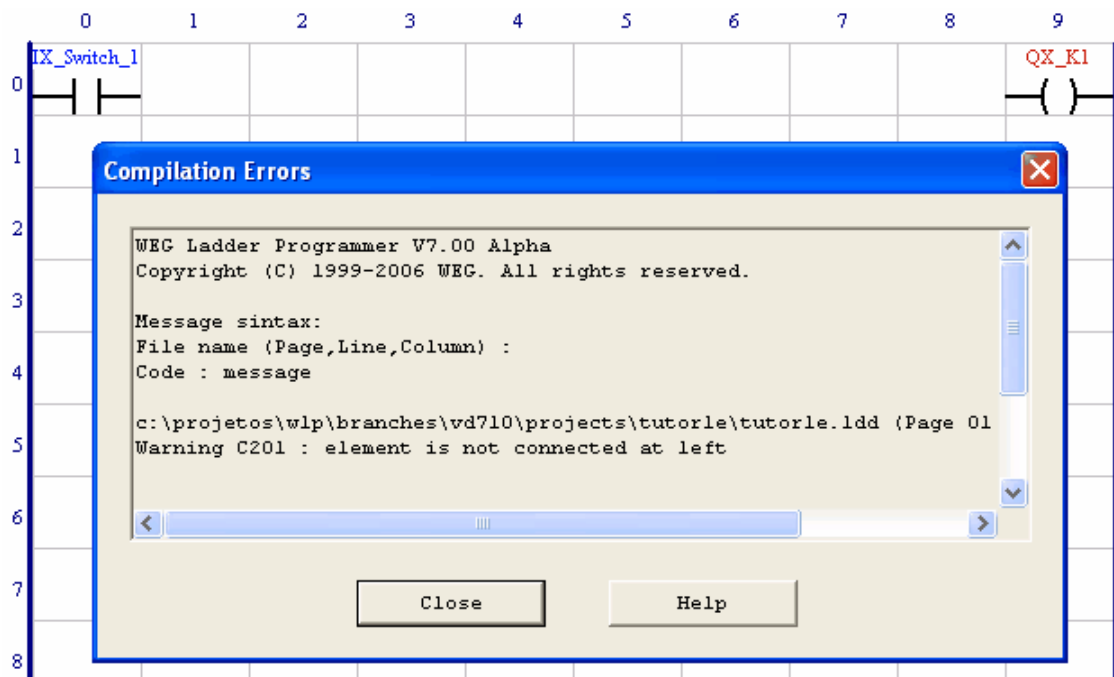 0 1 2 3 4 5 6 7 8 9
IX_Switch_1 QX_K1
0
1
Compilation Errors
2
WEG Ladder Programmer V7.00 Alpha
Copyright (C) 1999-2006 WEG. All rights reserved.
3
Message sintax:
File name (Page,Line,Column) :
4
Code : message
c:\projetos\wlp\branches\vd710\projects\tutorle\tutorle.ldd (Page 01
5
Warning C201 : element is not connected at left
6
7
Close Help
8